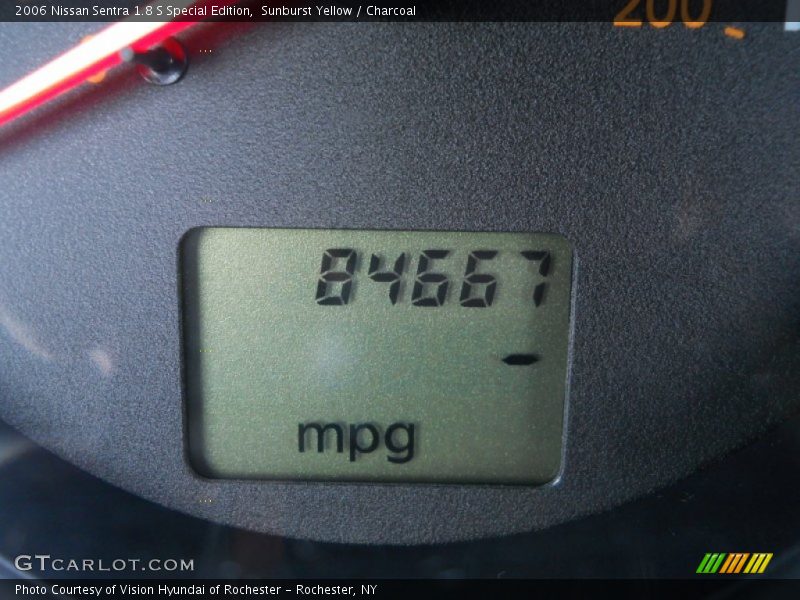 2006 Nissan Sentra 1.8 S Special Edition,  Sunburst Yellow / Charcoal
200
84667
-
mpg
GTCARLOT.COM
Photo Courtesy of Vision Hyundai of Rochester – Rochester, NY